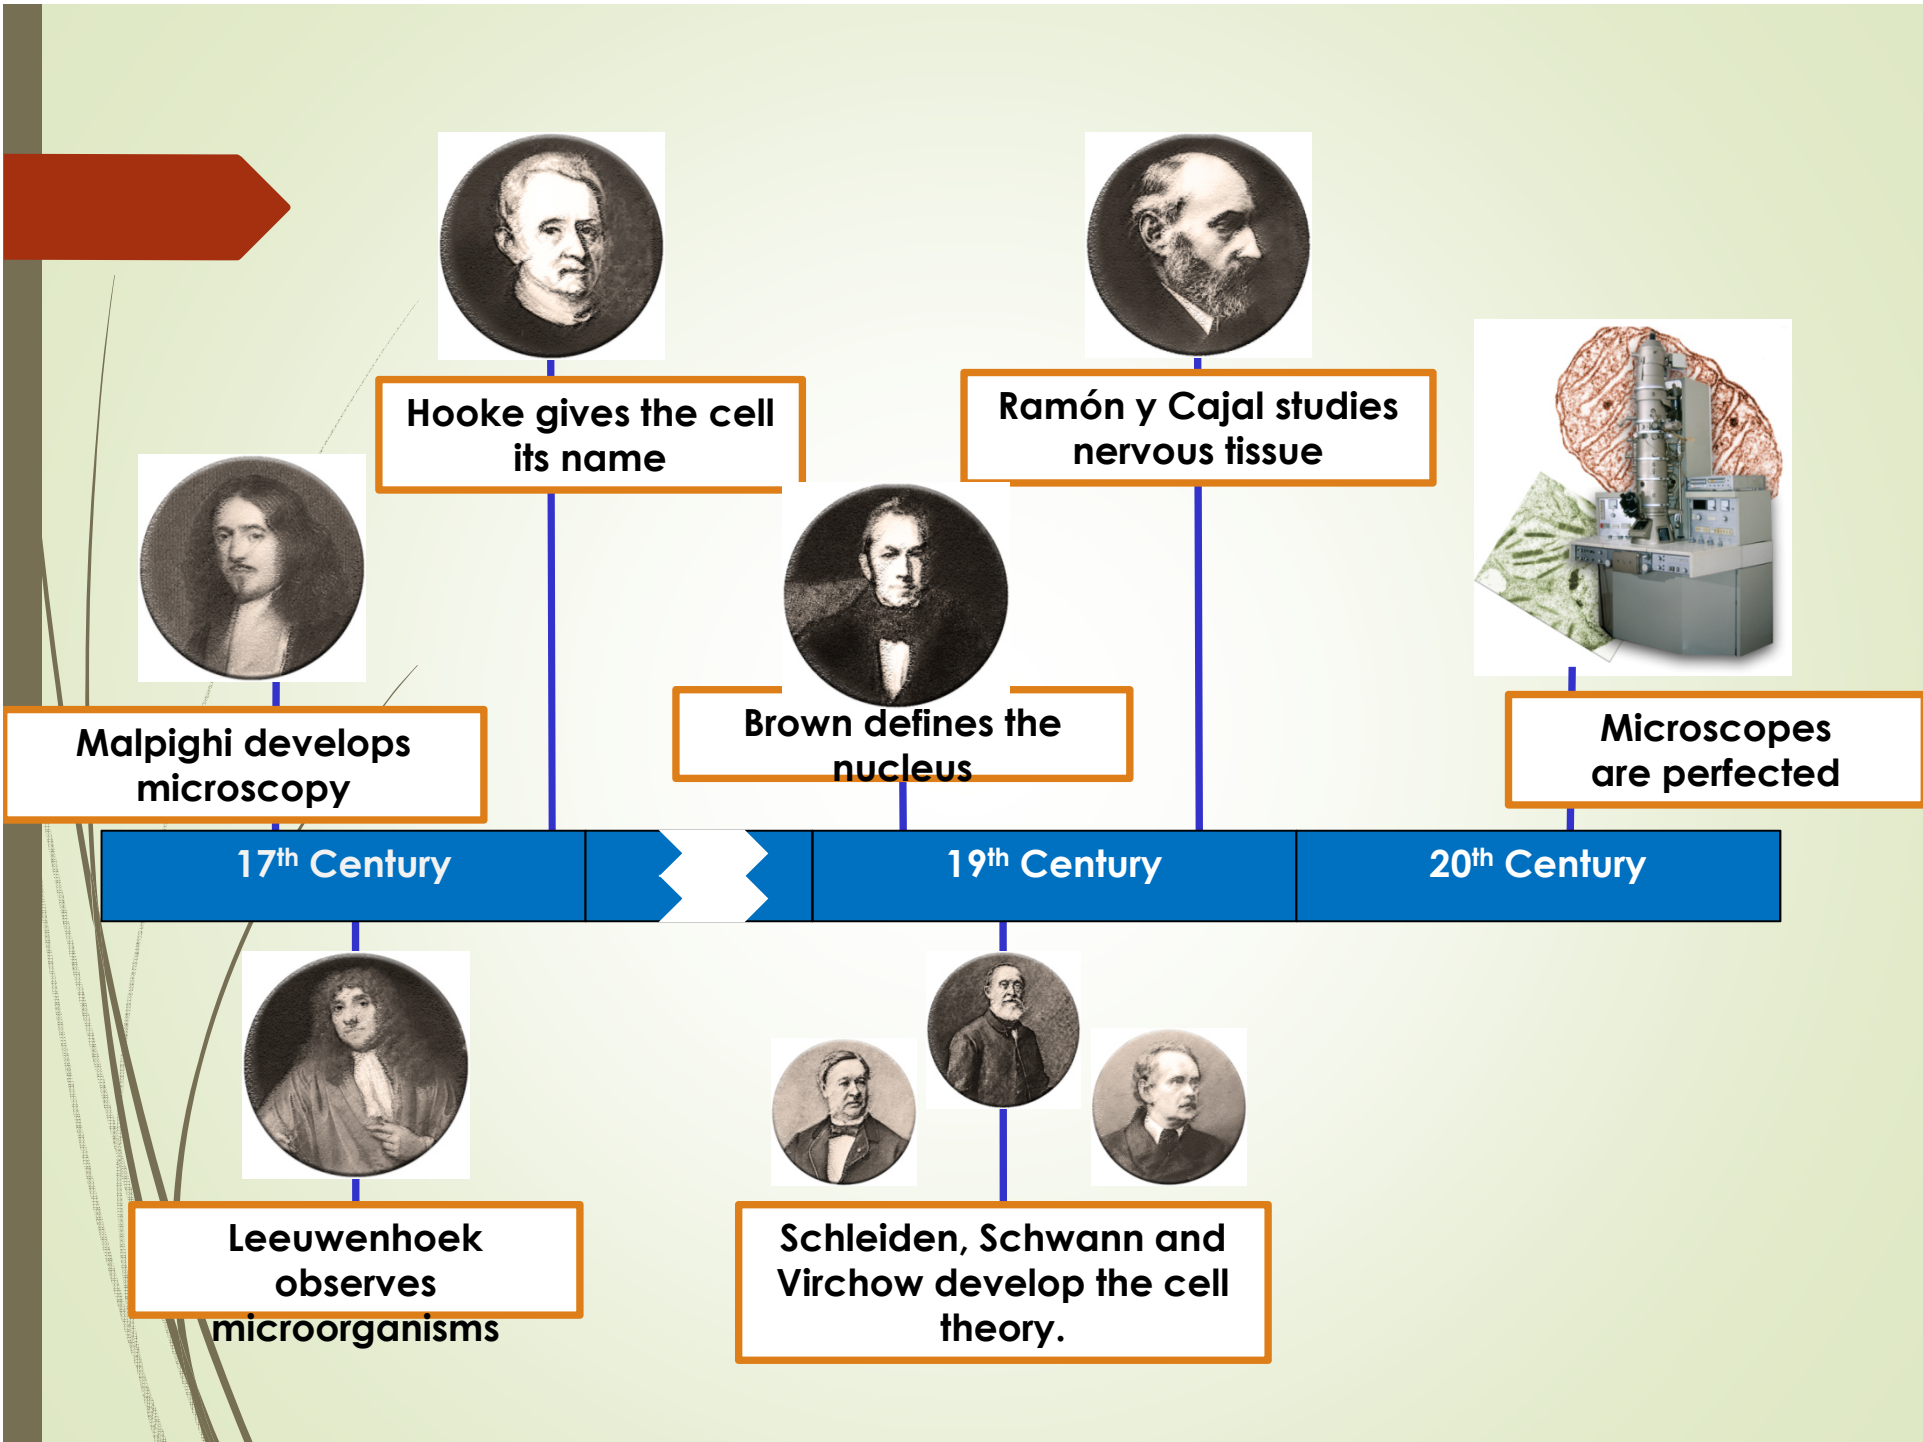 Hooke gives the cell
its name
Ramón y Cajal studies
nervous tissue
Malpighi develops
microscopy
Brown defines the
nucleus
Microscopes
are perfected
17th Century
19th Century
20th Century
Leeuwenhoek
observes
microorganisms
Schleiden, Schwann and
Virchow develop the cell
theory.